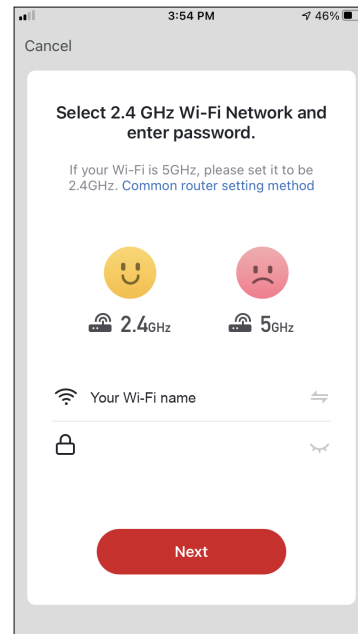 3:54 PM
46%
Cancel
Select 2.4 GHz Wi-Fi Network and
enter password.
If your Wi-Fi is 5GHz, please set it to be
2.4GHz. Common router setting method
2.4GHz
5GHz
Your Wi-Fi name
Next